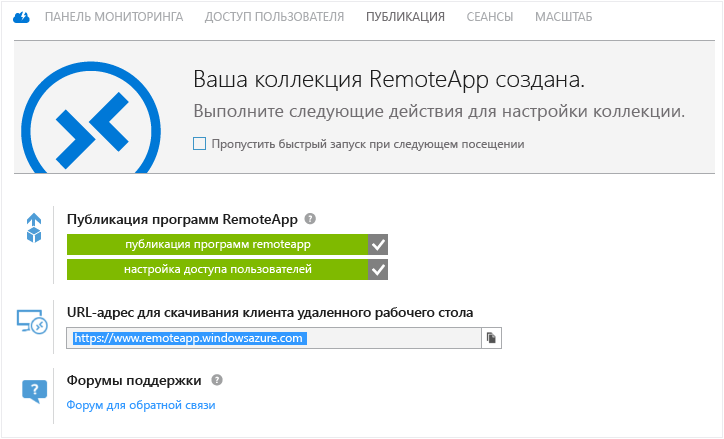 ПАНЕЛЬ МОНИТОРИНГА ДОСТУП ПОЛЬЗОВАТЕЛЯ ПУБЛИКАЦИЯ СЕАНСЫ МАСШТАБ
Ваша коллекция RemoteApp создана.
Выполните следующие действия для настройки коллекции.
Пропустить быстрый запуск при следующем посещении
Публикация программ RemoteApp ?
публикация программ remoteapp
настройка доступа пользователей
URL-адрес для скачивания клиента удаленного рабочего стола
https://www.remoteapp.windowsazure.com
Форумы поддержки ?
Форум для обратной связи